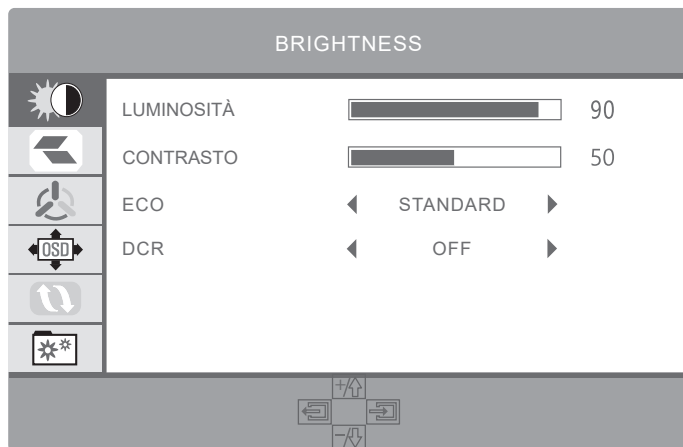 BRIGHTNESS
LUMINOSITÀ 90
CONTRASTO 50
ECO STANDARD
DCR OFF
OSD
+/
-/